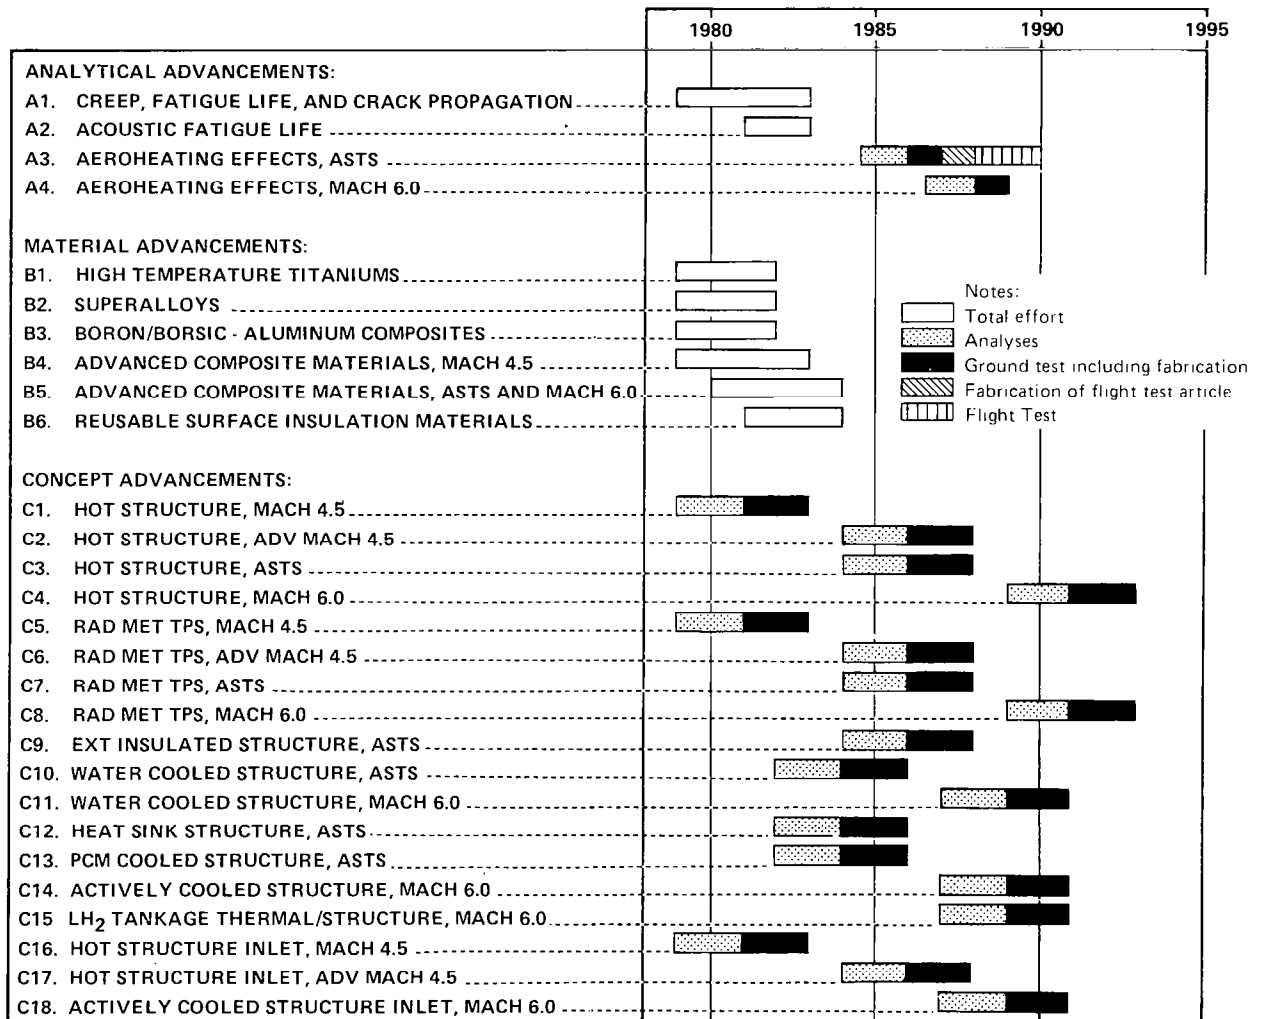 1980 1985 1990 1995
ANALYTICAL ADVANCEMENTS:
A1. CREEP, FATIGUE LIFE, AND CRACK PROPAGATION
A2. ACOUSTIC FATIGUE LIFE
A3. AEROHEATING EFFECTS, ASTS
A4. AEROHEATING EFFECTS, MACH 6.0
MATERIAL ADVANCEMENTS:
B1. HIGH TEMPERATURE TITANIUMS
B2. SUPERALLOYS
B3. BORON/BORSIC - ALUMINUM COMPOSITES
B4. ADVANCED COMPOSITE MATERIALS, MACH 4.5
B5. ADVANCED COMPOSITE MATERIALS, ASTS AND MACH 6.0
B6. REUSABLE SURFACE INSULATION MATERIALS
Notes:
Total effort
Analyses
Ground test including fabrication
Fabrication of flight test article
Flight Test
CONCEPT ADVANCEMENTS:
C1. HOT STRUCTURE, MACH 4.5
C2. HOT STRUCTURE, ADV MACH 4.5
C3. HOT STRUCTURE, ASTS
C4. HOT STRUCTURE, MACH 6.0
C5. RAD MET TPS, MACH 4.5
C6. RAD MET TPS, ADV MACH 4.5
C7. RAD MET TPS, ASTS
C8. RAD MET TPS, MACH 6.0
C9. EXT INSULATED STRUCTURE, ASTS
C10. WATER COOLED STRUCTURE, ASTS
C11. WATER COOLED STRUCTURE, MACH 6.0
C12. HEAT SINK STRUCTURE, ASTS
C13. PCM COOLED STRUCTURE, ASTS
C14. ACTIVELY COOLED STRUCTURE, MACH 6.0
C15 LH2 TANKAGE THERMAL/STRUCTURE, MACH 6.0
C16. HOT STRUCTURE INLET, MACH 4.5
C17. HOT STRUCTURE INLET, ADV MACH 4.5
C18. ACTIVELY COOLED STRUCTURE INLET, MACH 6.0